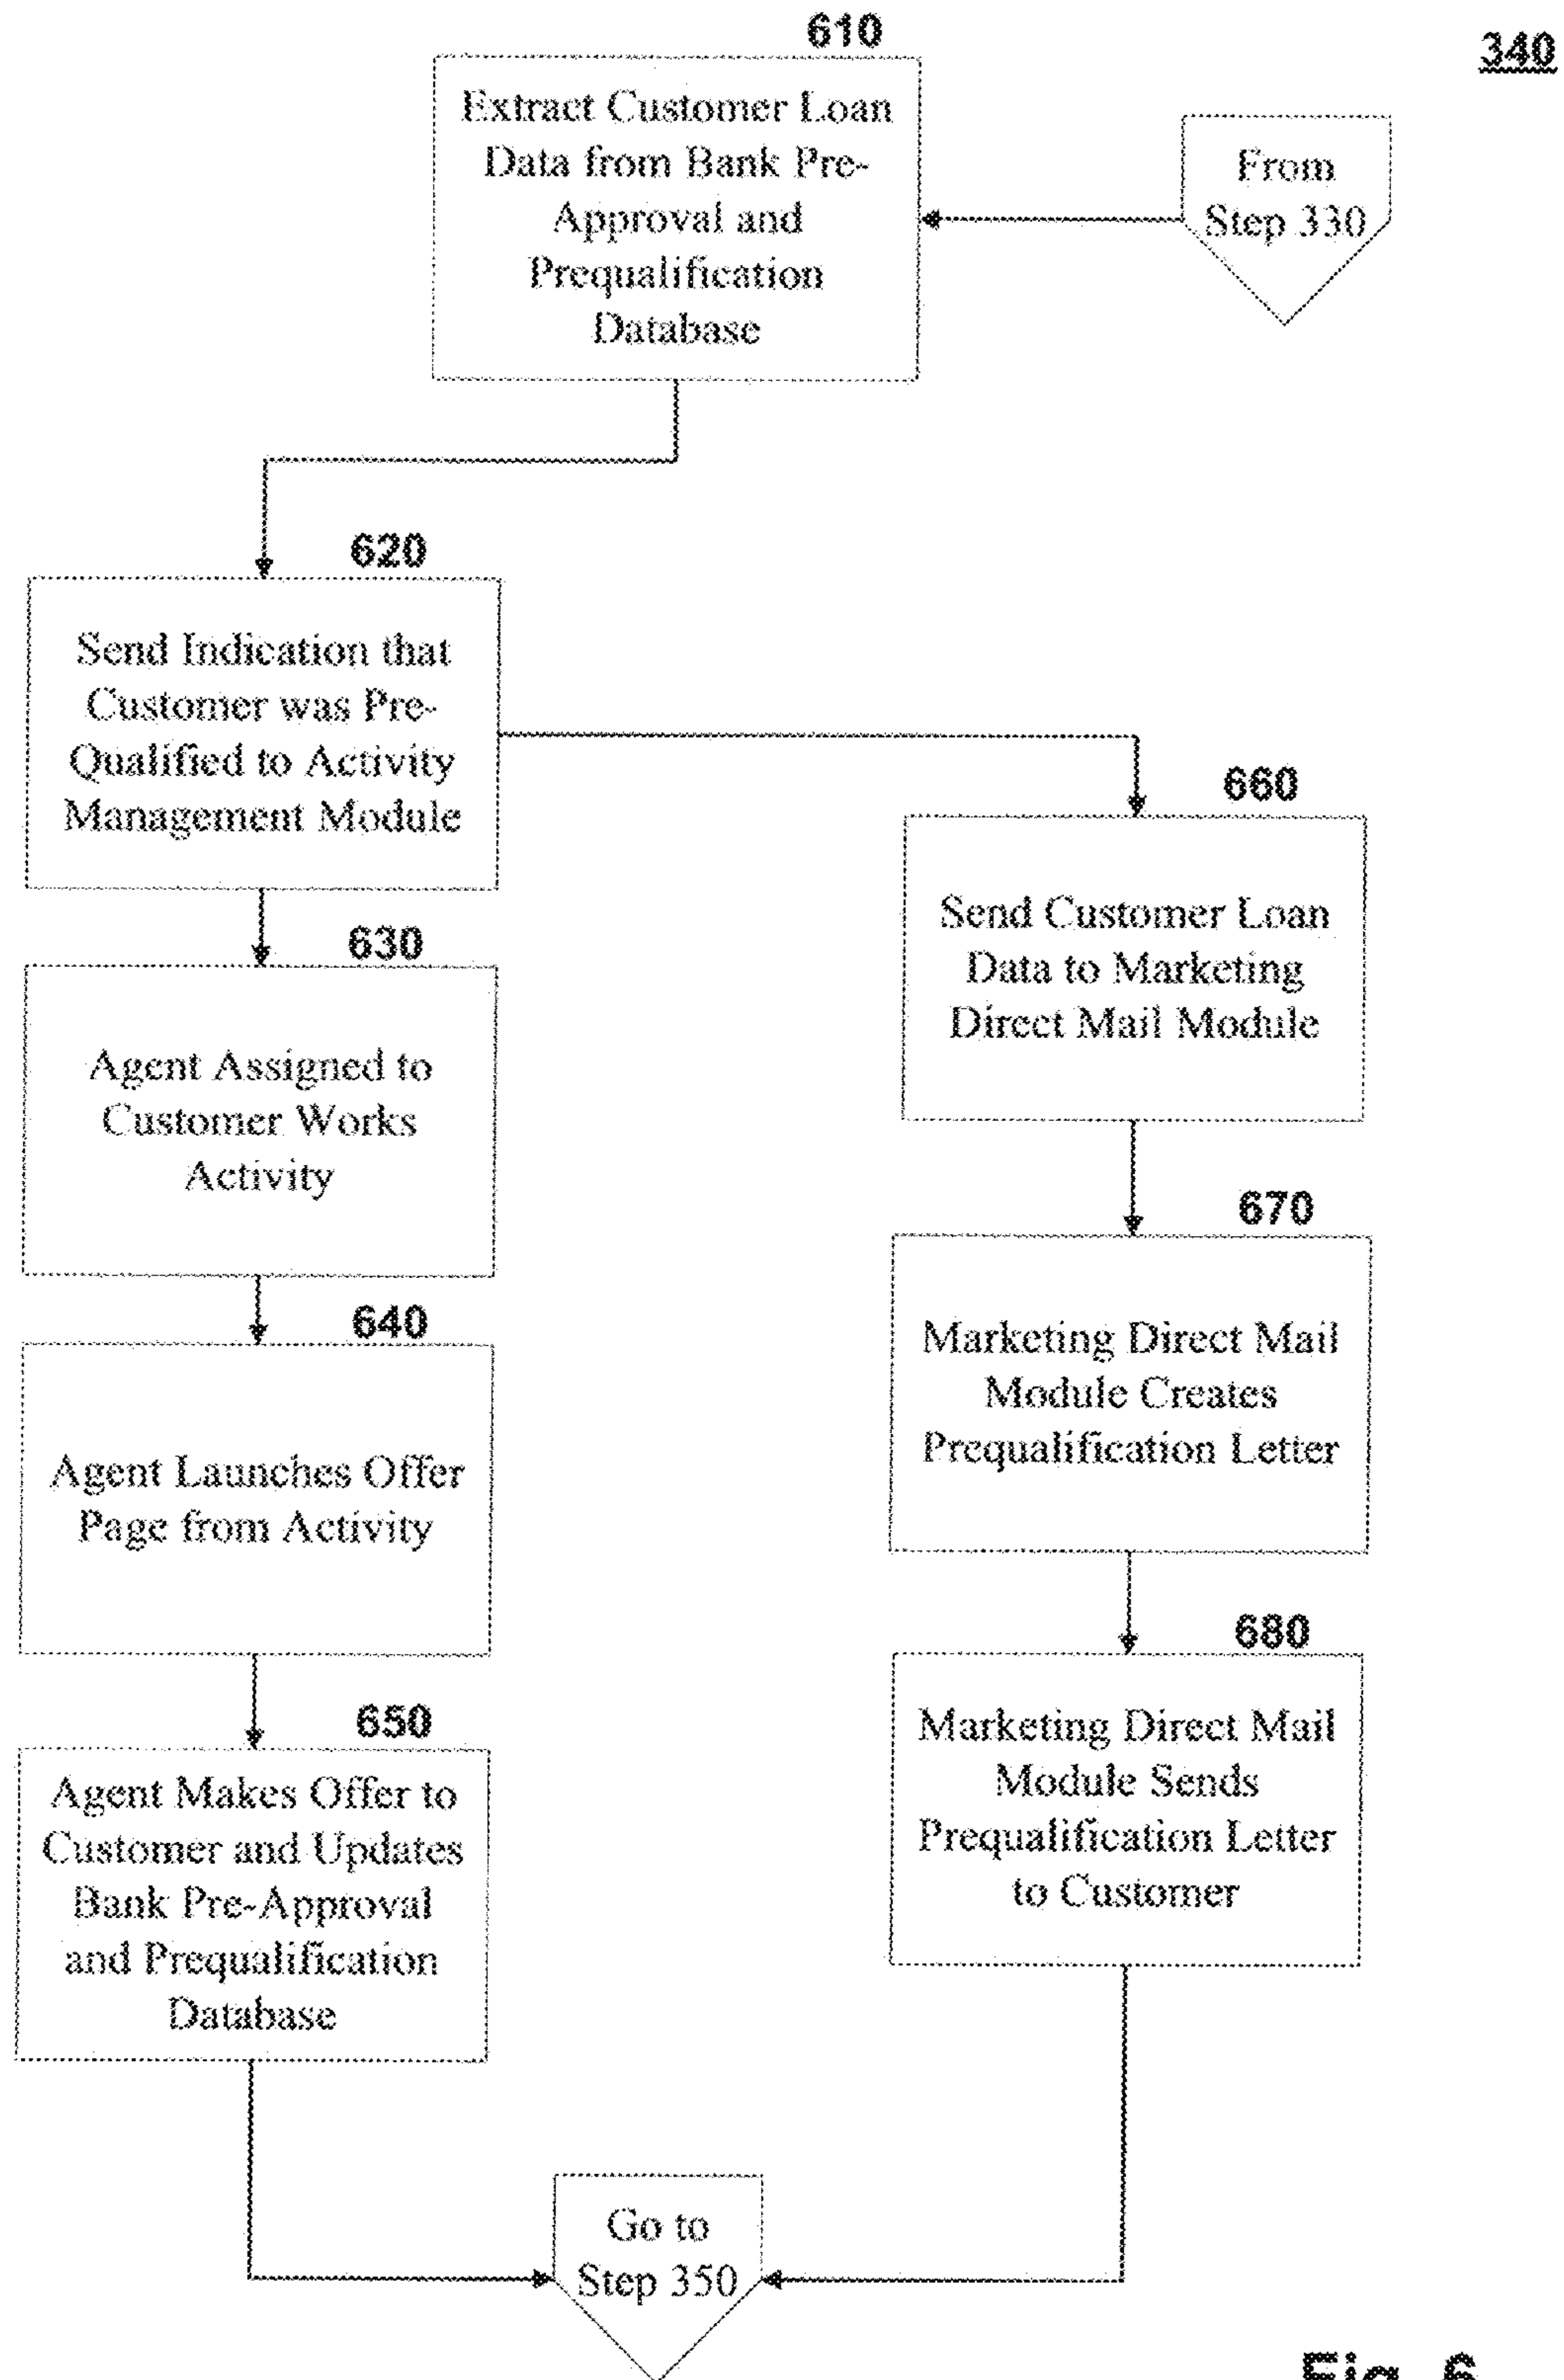 610
340
Extract Customer Loan
Data from Bank Pre-
Approval and
Prequalification
Database
From
Step 330
620
Send Indication that
Customer was Pre-
Qualified to Activity
Management Module
660
Send Customer Loan
Data to Marketing
Direct Mail Module
630
Agent Assigned to
Customer Works
Activity
670
Marketing Direct Mail
Module Creates
Prequalification Letter
640
Agent Launches Offer
Page from Activity
680
Marketing Direct Mail
Module Sends
Prequalification Letter
to Customer
650
Agent Makes Offer to
Customer and Updates
Bank Pre-Approval
and Prequalification
Database
Go to
Step 350
Fig. 6